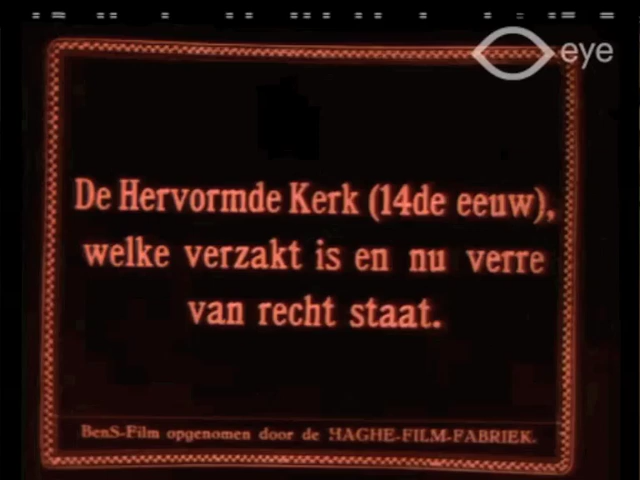 eye
De Hervormde Kerk (14de eeuw),
welke verzakt is en nu verre
van recht staat.
BenS-Film opgenomen door de HAGHE-FILM-FABRIEK.